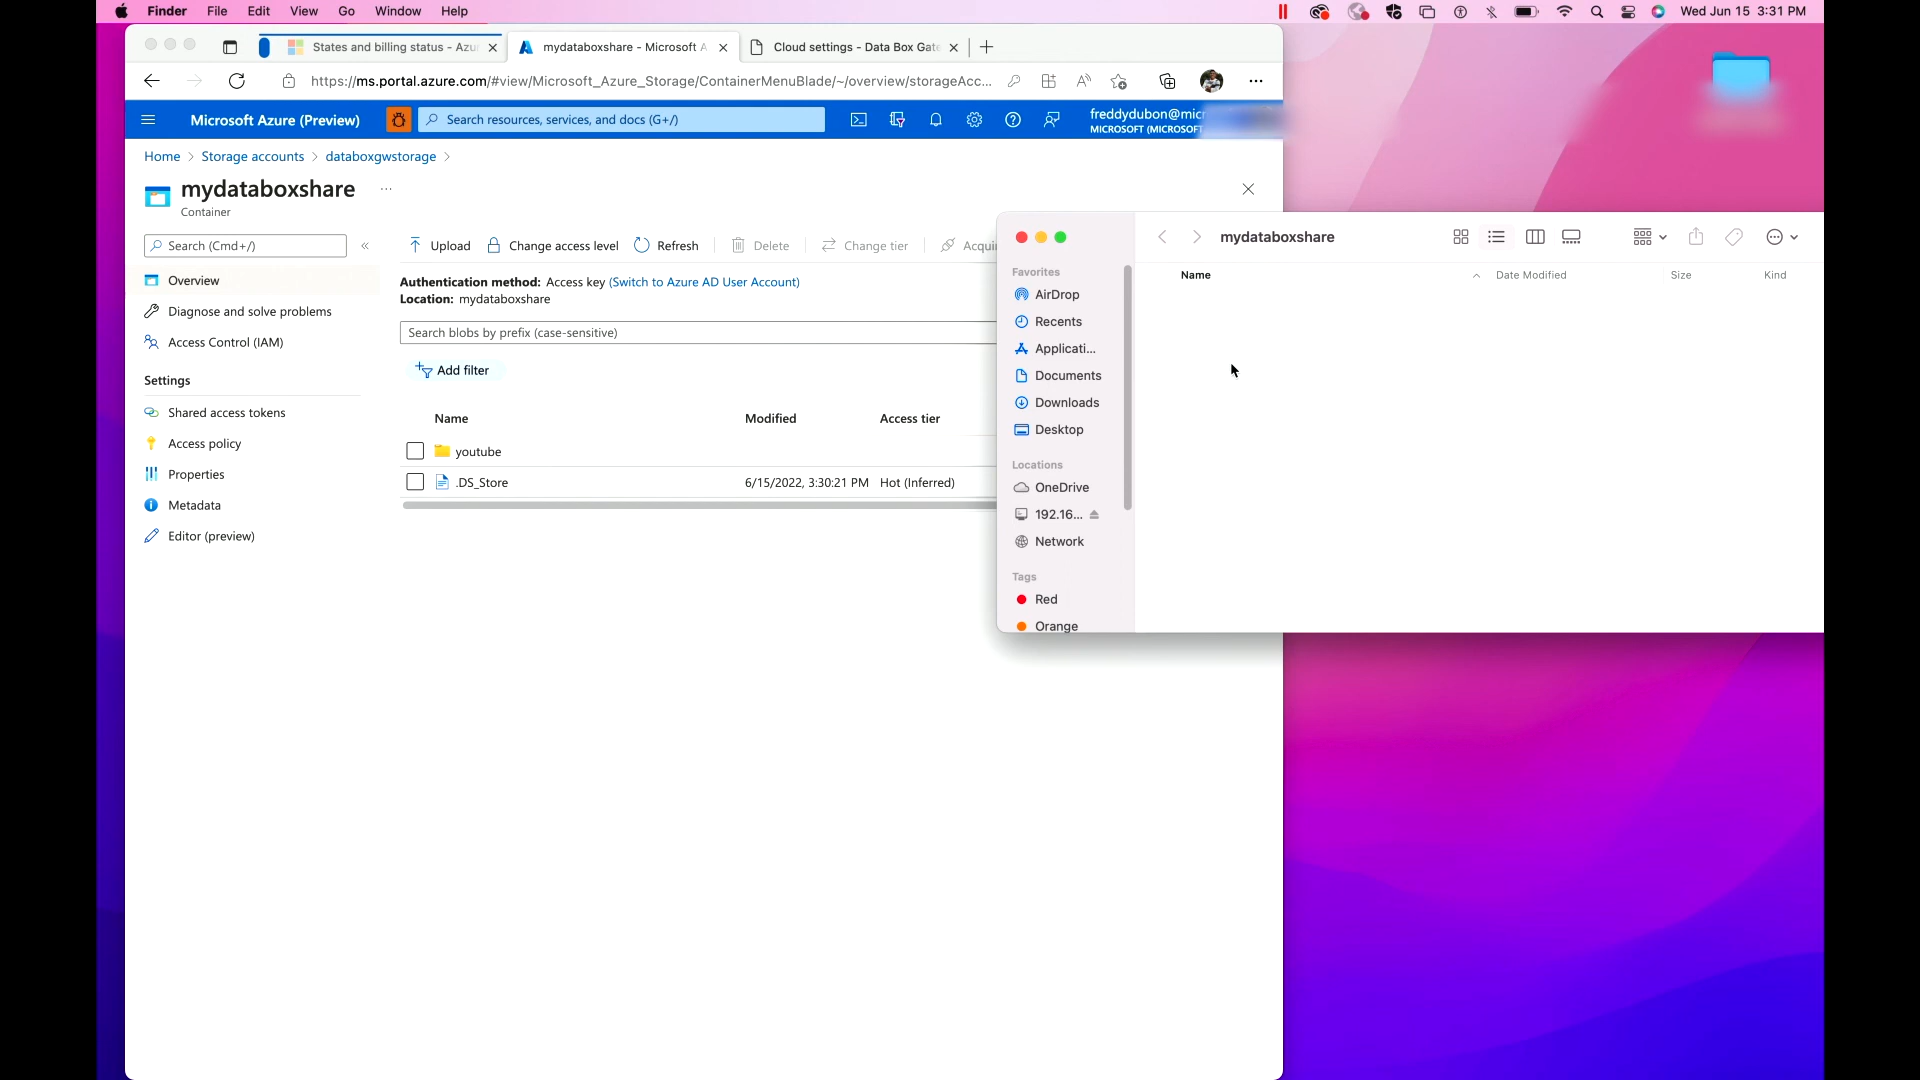 Finder File Edit View Go Window Help
Wed Jun 15 3:31 PM
States and billing status - Azu
mydataboxshare - Microsoft A
Cloud settings - Data Box Gat
https://ms.portal.azure.com/#view/Microsoft_Azure_Storage/ContainerMenuBlade/~/overview/storageAcc...
Microsoft Azure (Preview)
Search resources, services, and docs (G+/)
freddydubon@micr
MICROSOFT (MICROSOFT
Home > Storage accounts > databoxgwstorage >
mydataboxshare ...
Container
Search (Cmd+/)
«
Overview
Diagnose and solve problems
Access Control (IAM)
Settings
Shared access tokens
Access policy
Properties
Metadata
Editor (preview)
Upload Change access level Refresh Delete Change tier Acqui
Authentication method: Access key (Switch to Azure AD User Account)
Location: mydataboxshare
Search blobs by prefix (case-sensitive)
Add filter
Name Modified Access tier
youtube
.DS_Store 6/15/2022, 3:30:21 PM Hot (Inferred)
mydataboxshare
Name Date Modified Size Kind
Favorites
AirDrop
Recents
Applicati...
Documents
Downloads
Desktop
Locations
OneDrive
192.16...
Network
Tags
Red
Orange